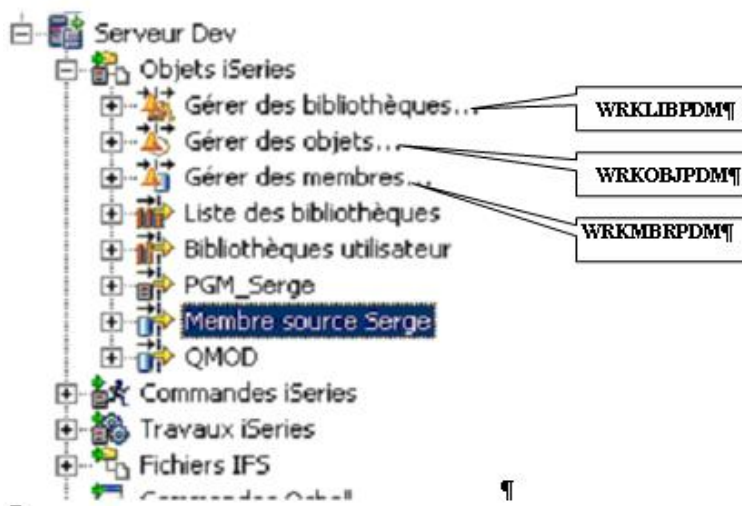 Serveur Dev
Objets iSeries
Gérer des bibliothèques... WRKLIBPDM¶
Gérer des objets... WRKOBJPDM¶
Gérer des membres... WRKMBRPDM¶
Liste des bibliothèques
Bibliothèques utilisateur
PGM_Serge
Membre source Serge
QMOD
Commandes iSeries
Travaux iSeries
Fichiers IFS
¶